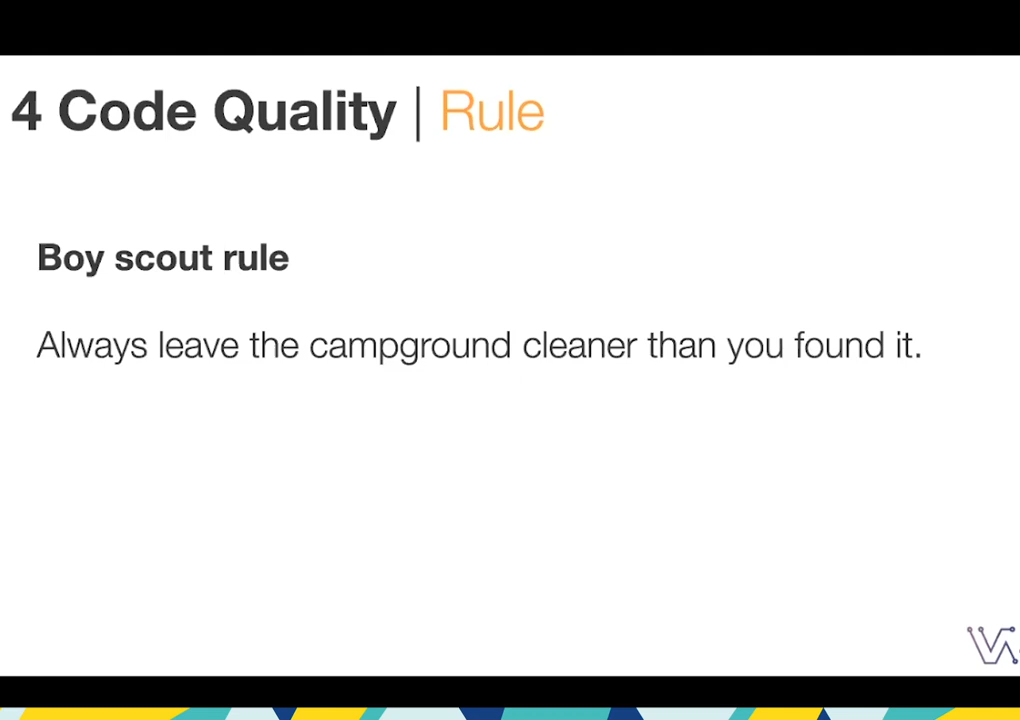 4 Code Quality | Rule
Boy scout rule
Always leave the campground cleaner than you found it.